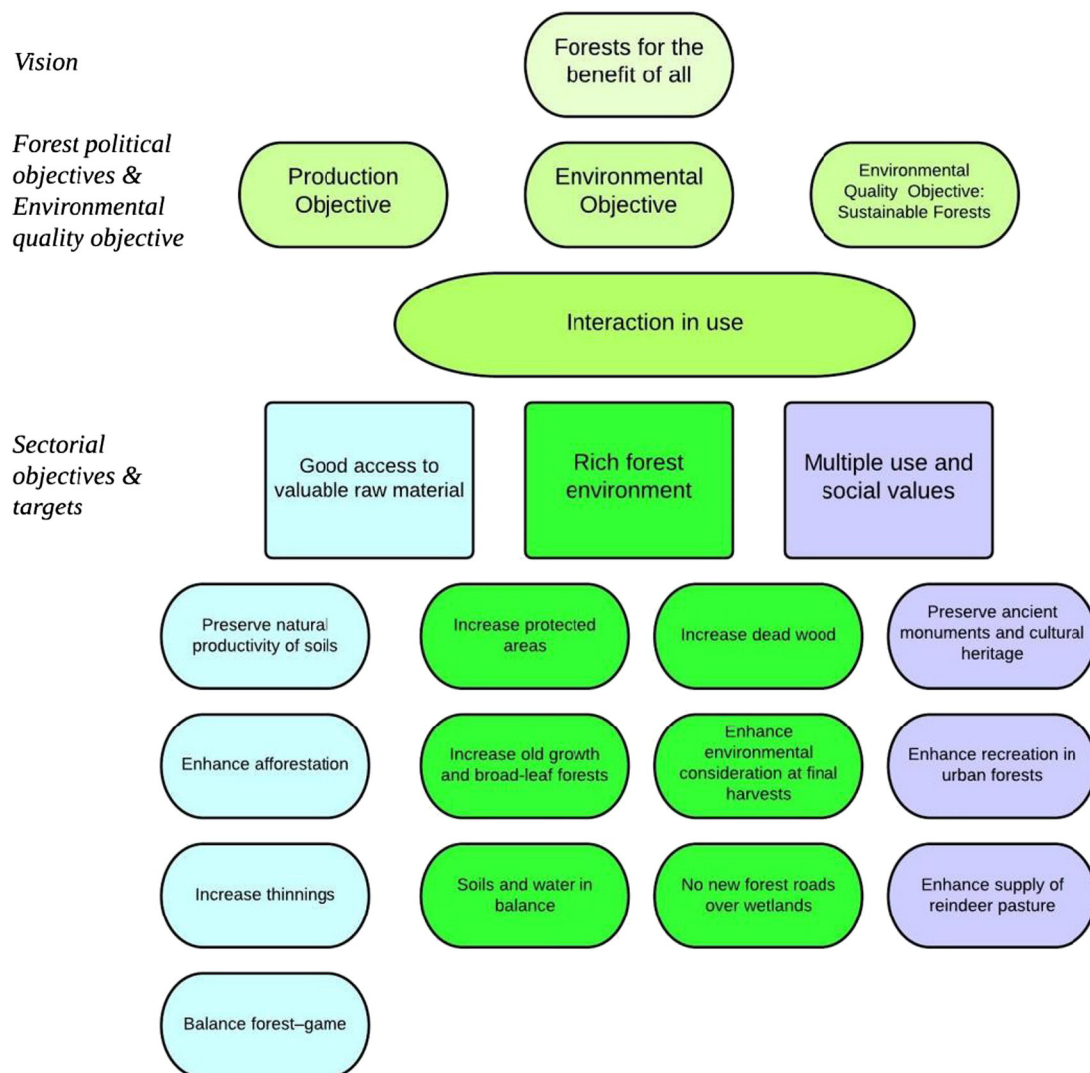 Vision
Forests for the
benefit of all
Forest political
objectives &
Environmental
quality objective
Production
Objective
Environmental
Objective
Environmental
Quality Objective:
Sustainable Forests
Interaction in use
Sectorial
objectives &
targets
Good access to
valuable raw material
Rich forest
environment
Multiple use and
social values
Preserve natural
productivity of soils
Increase protected
areas
Increase dead wood
Preserve ancient
monuments and cultural
heritage
Enhance afforestation
Increase old growth
and broad-leaf forests
Enhance
environmental
consideration at final
harvests
Enhance recreation in
urban forests
Increase thinnings
Soils and water in
balance
No new forest roads
over wetlands
Enhance supply of
reindeer pasture
Balance forest–game